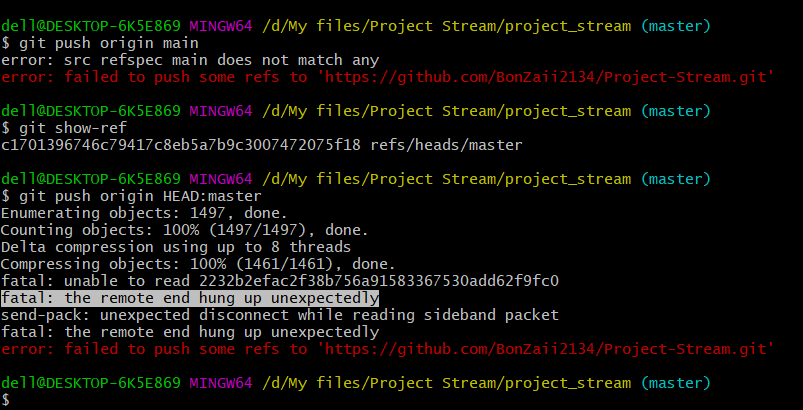 dell@DESKTOP-6K5E869 MINGW64 /d/My files/Project Stream/project_stream (master)
$ git push origin main
error: src refspec main does not match any
error: failed to push some refs to 'https://github.com/BonZaii2134/Project-Stream.git'
dell@DESKTOP-6K5E869 MINGW64 /d/My files/Project Stream/project_stream (master)
$ git show-ref
c1701396746c79417c8eb5a7b9c3007472075f18 refs/heads/master
dell@DESKTOP-6K5E869 MINGW64 /d/My files/Project Stream/project_stream (master)
$ git push origin HEAD:master
Enumerating objects: 1497, done.
Counting objects: 100% (1497/1497), done.
Delta compression using up to 8 threads
Compressing objects: 100% (1461/1461), done.
fatal: unable to read 2232b2efac2f38b756a91583367530add62f9fc0
fatal: the remote end hung up unexpectedly
send-pack: unexpected disconnect while reading sideband packet
fatal: the remote end hung up unexpectedly
error: failed to push some refs to 'https://github.com/BonZaii2134/Project-Stream.git'
dell@DESKTOP-6K5E869 MINGW64 /d/My files/Project Stream/project_stream (master)
$